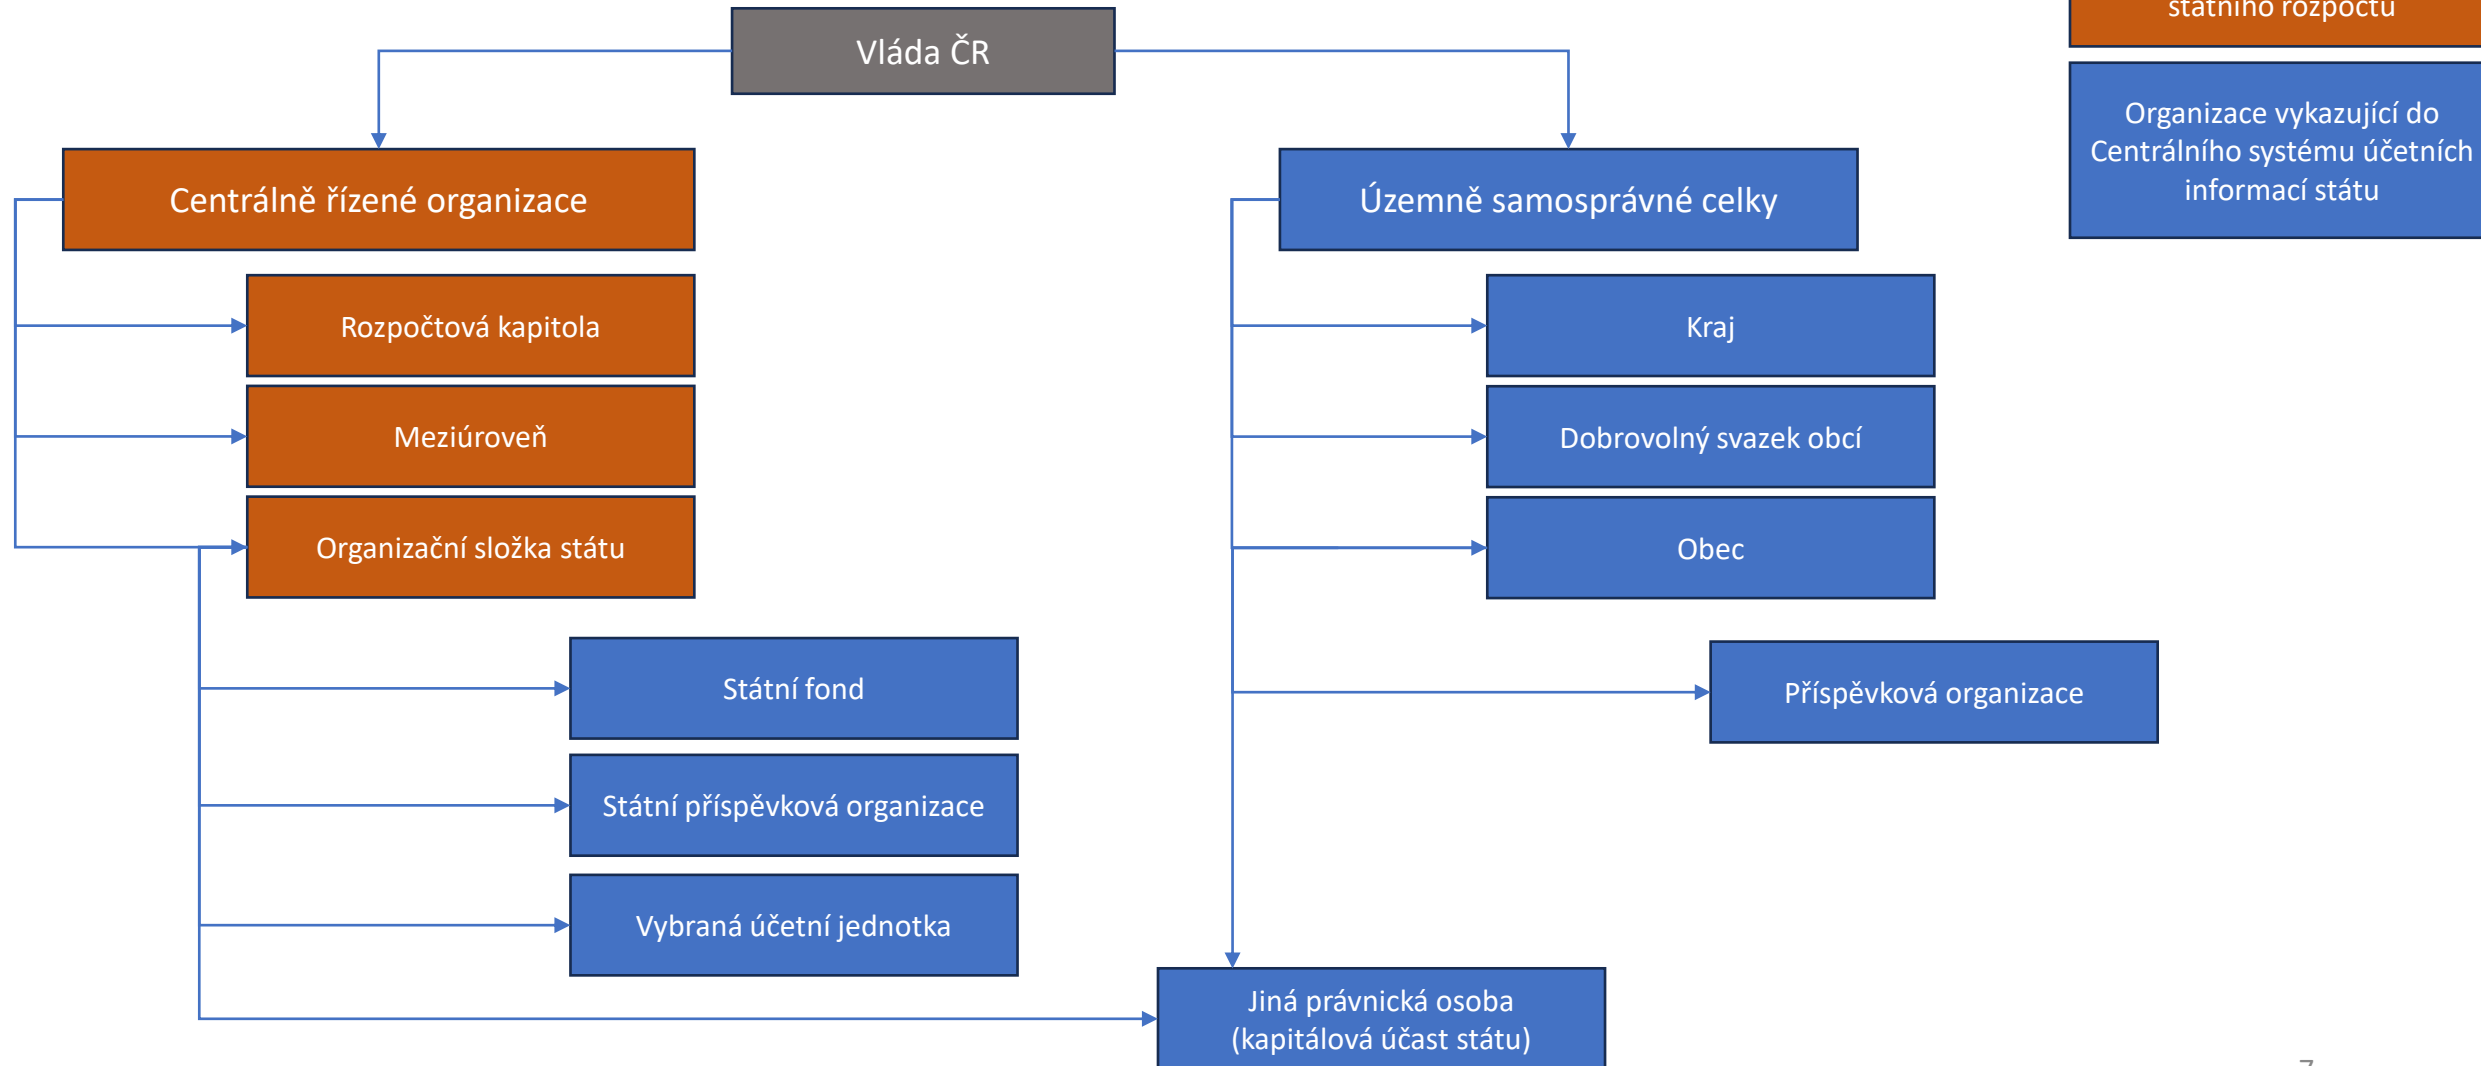 státního rozpočtu
Vláda ČR
Organizace vykazující do
Centrálního systému účetních
informací státu
Centrálně řízené organizace
Územně samosprávné celky
Rozpočtová kapitola
Kraj
Meziúroveň
Dobrovolný svazek obcí
Organizační složka státu
Obec
Státní fond
Příspěvková organizace
Státní příspěvková organizace
Vybraná účetní jednotka
Jiná právnická osoba
(kapitálová účast státu)
7